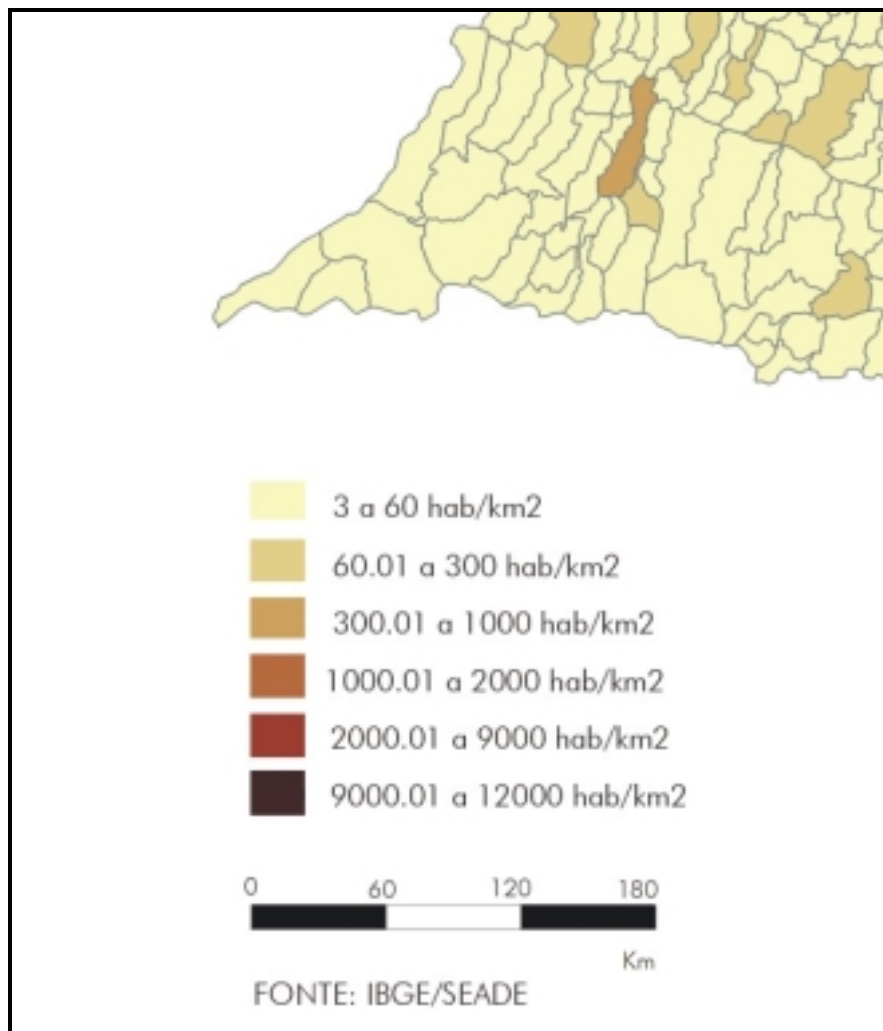 3 a 60 hab/km2
60.01 a 300 hab/km2
300.01 a 1000 hab/km2
1000.01 a 2000 hab/km2
2000.01 a 9000 hab/km2
9000.01 a 12000 hab/km2
0 60 120 180
Km
FONTE: IBGE/SEADE